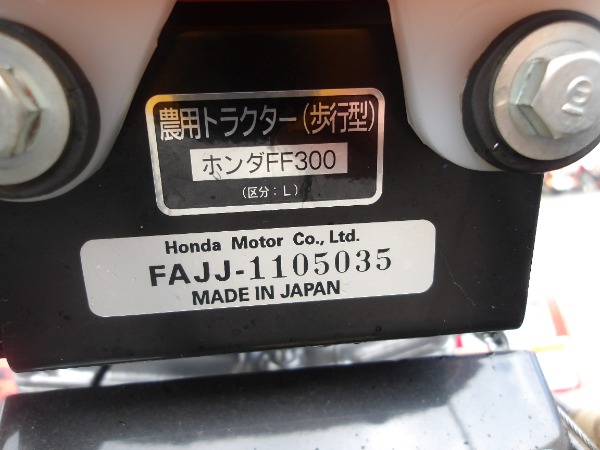 農用トラクター(歩行型)
ホンダFF300
(区分:L)
Honda Motor Co., Ltd.
FAJJ-1105035
MADE IN JAPAN